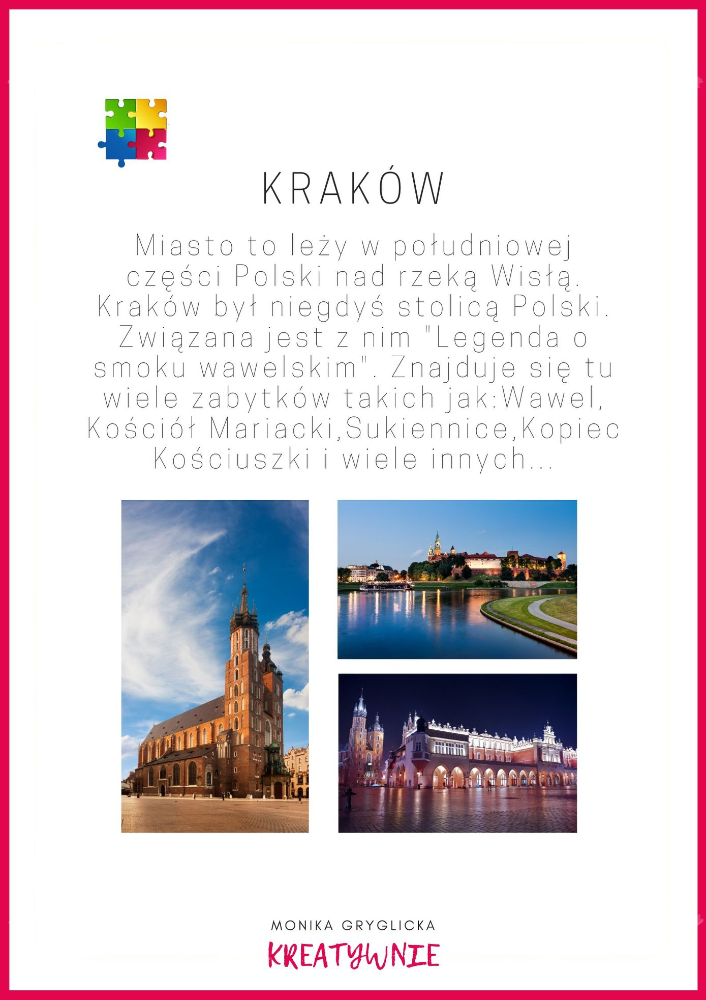 KRAKÓW
Miasto to leży w południowej
części Polski nad rzeką Wisłą.
Kraków był niegdyś stolicą Polski.
Związana jest z nim "Legenda o
smoku wawelskim". Znajduje się tu
wiele zabytków takich jak:Wawel,
Kościół Mariacki,Sukiennice,Kopiec
Kościuszki i wiele innych...
MONIKA GRYGLICKA
KREATYWNIE